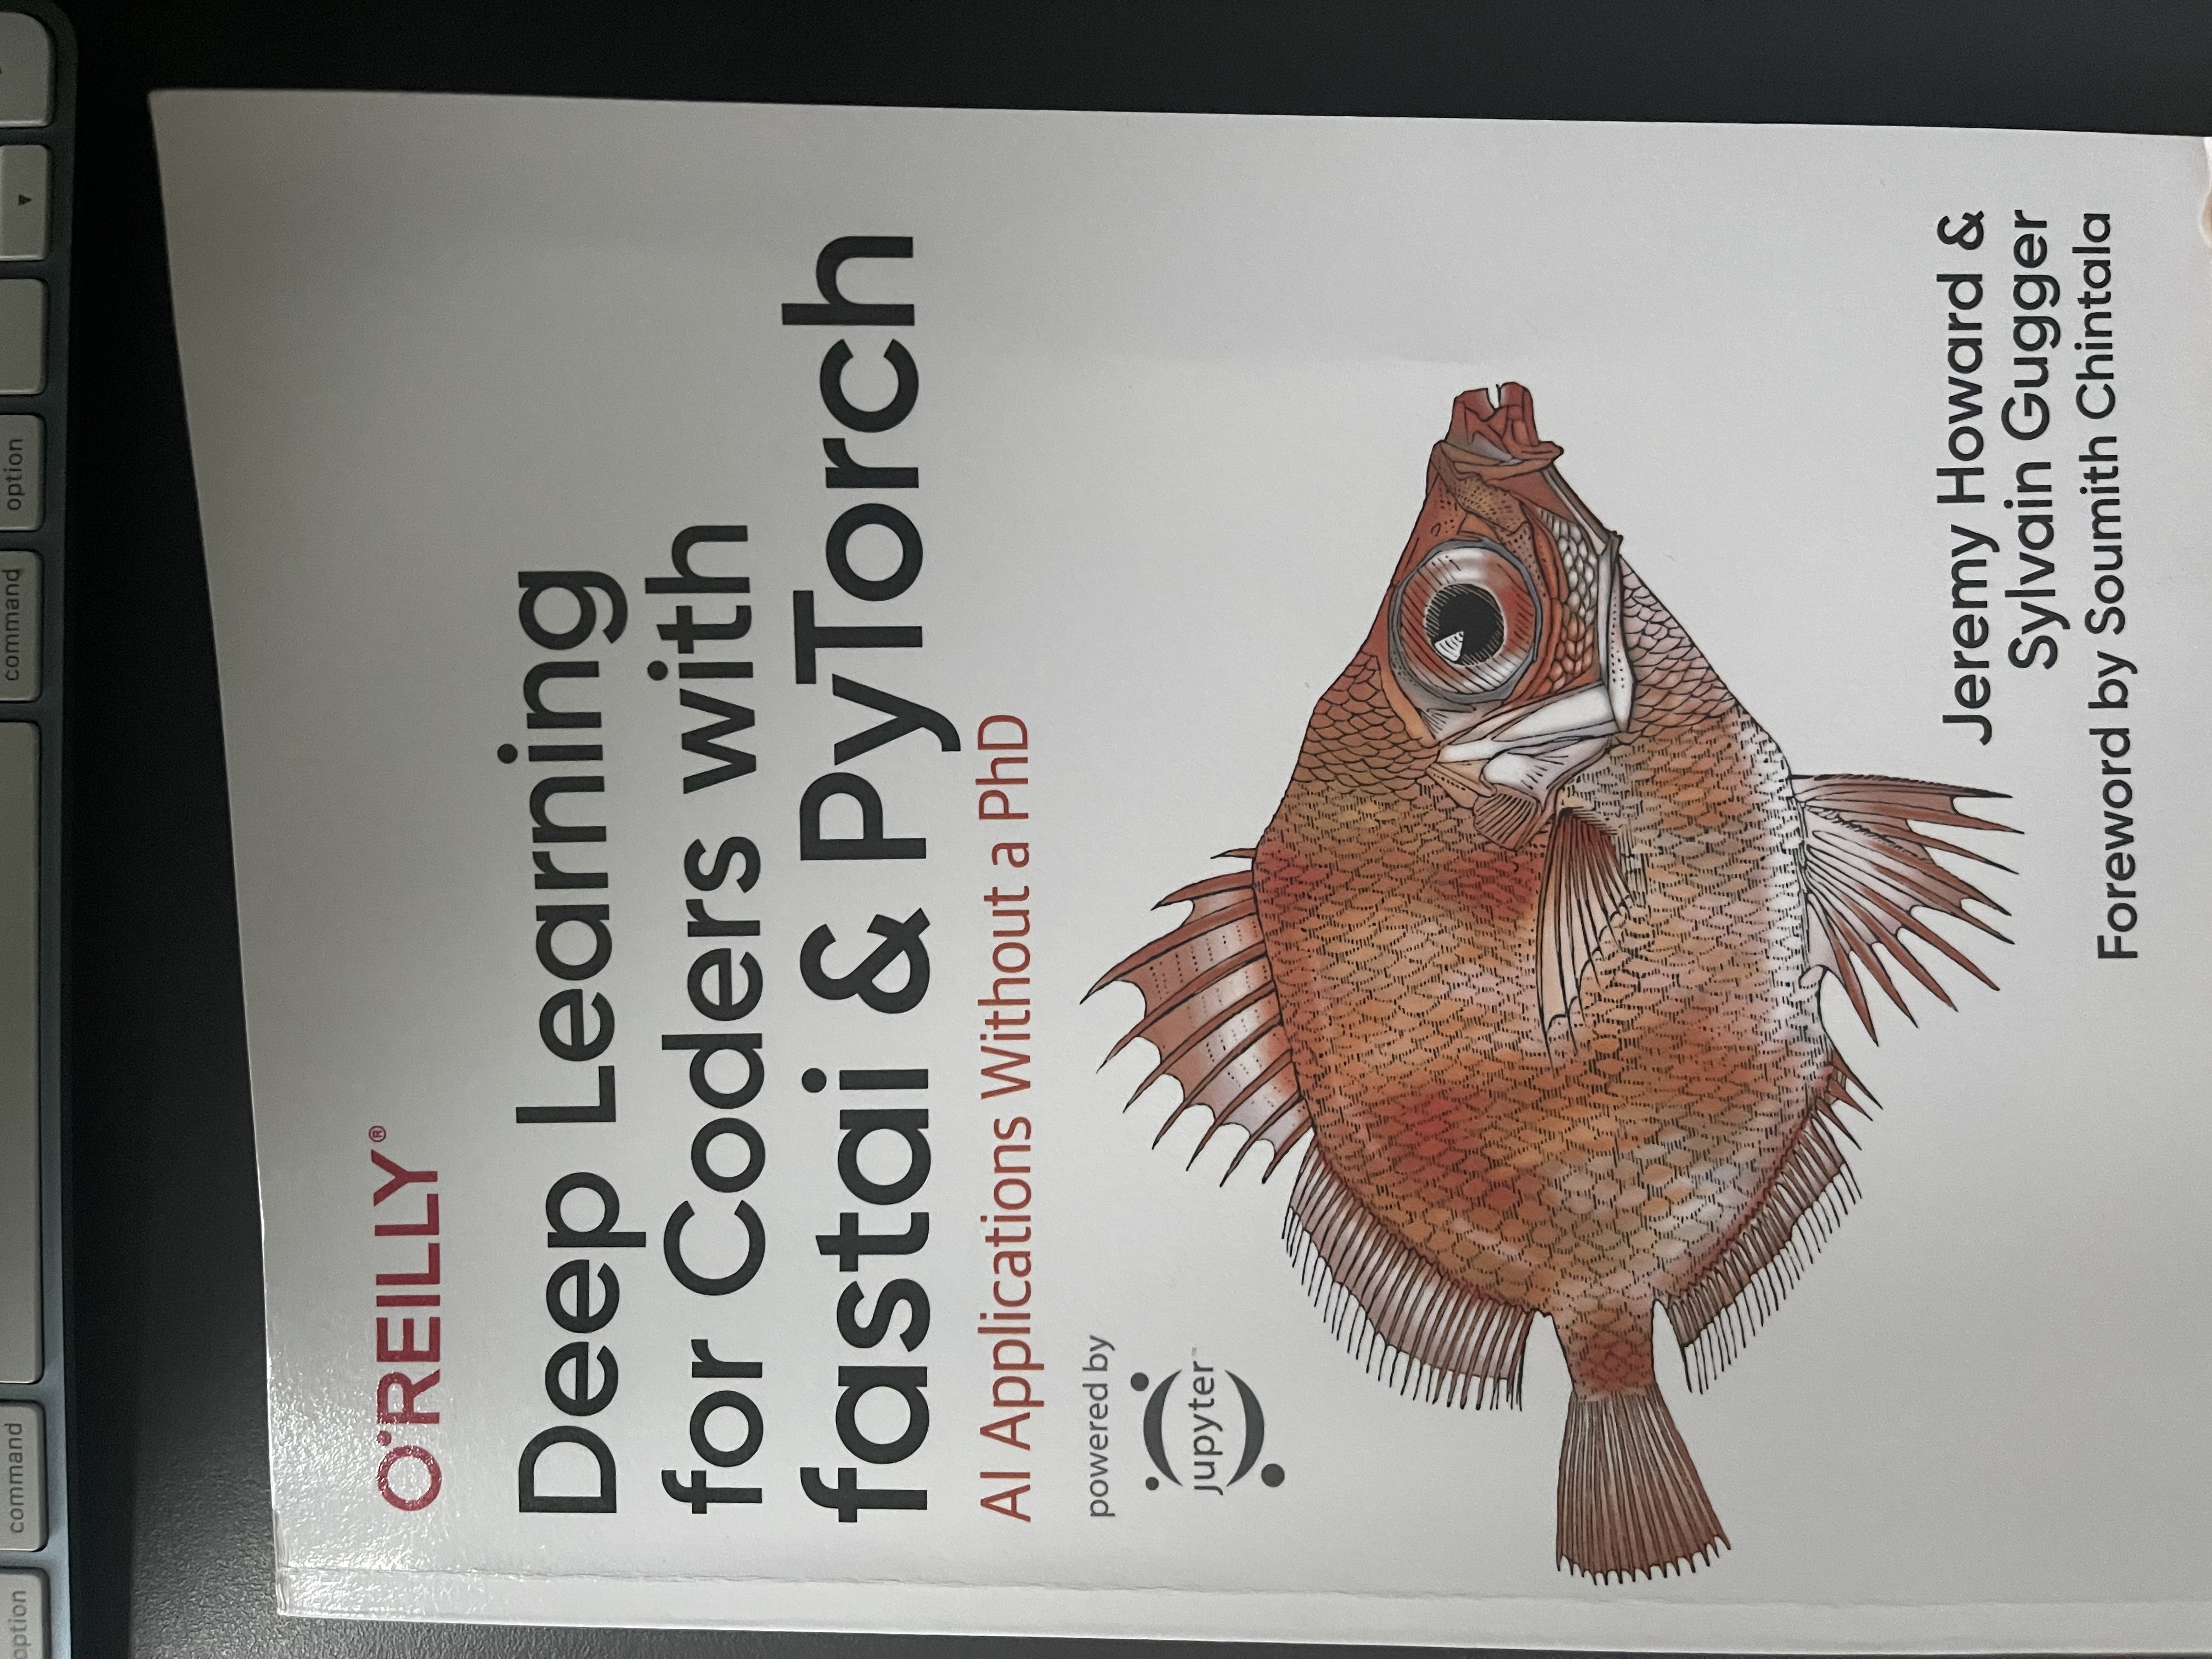 option
command
command
option
▼
O'REILLY®
Deep Learning
for Coders with
fastai & PyTorch
AI Applications Without a PhD
powered by
jupyter™
Jeremy Howard &
Sylvain Gugger
Foreword by Soumith Chintala